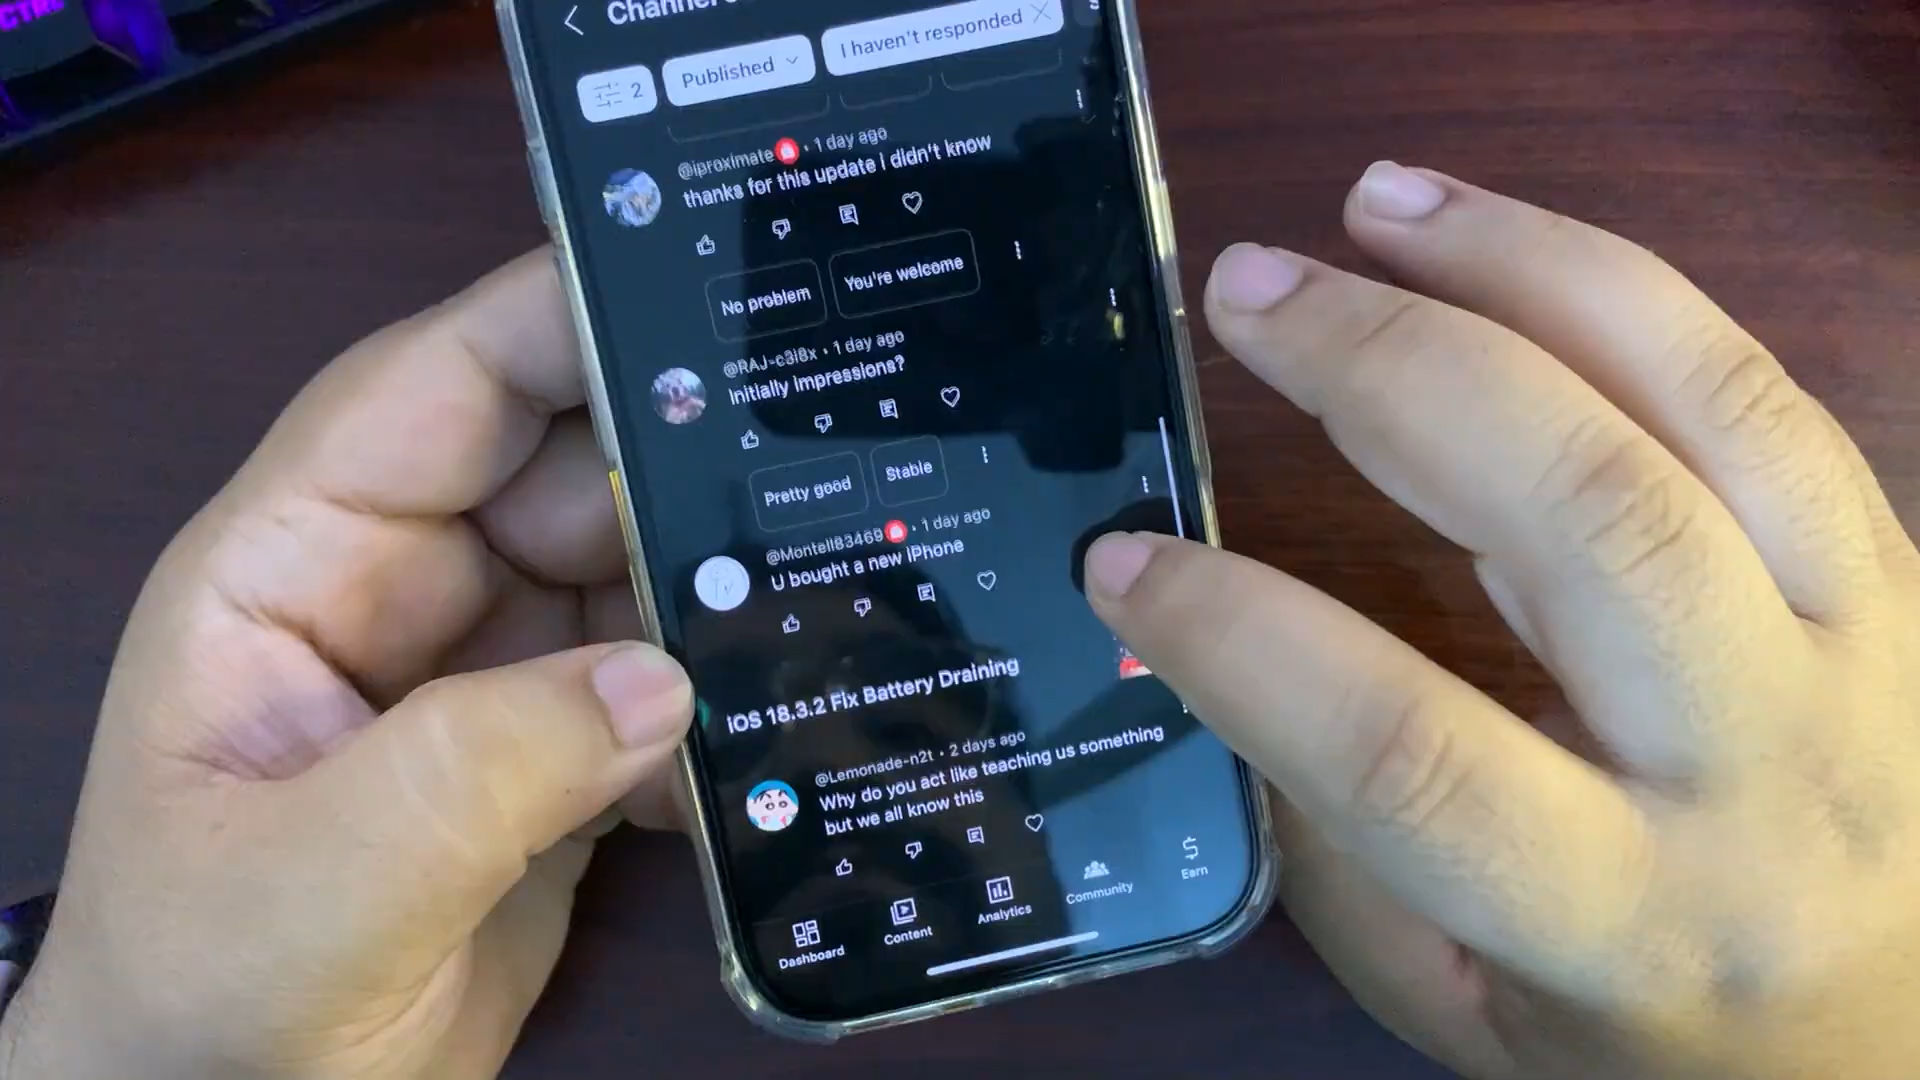 CTRL
Channel
2
Published
I haven't responded
@iproximate • 1 day ago
thanks for this update I didn't know
No problem
You're welcome
@RAJ-c3i8x • 1 day ago
Initially impressions?
Pretty good
Stable
@Montell83469 • 1 day ago
U bought a new iPhone
iOS 18.3.2 Fix Battery Draining
@Lemonade-n2t • 2 days ago
Why do you act like teaching us something
but we all know this
Dashboard
Content
Analytics
Community
Earn